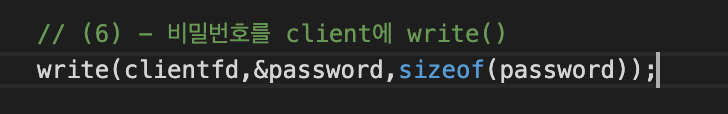 // (6) - 비밀번호를 client에 write()
write(clientfd,&password,sizeof(password));